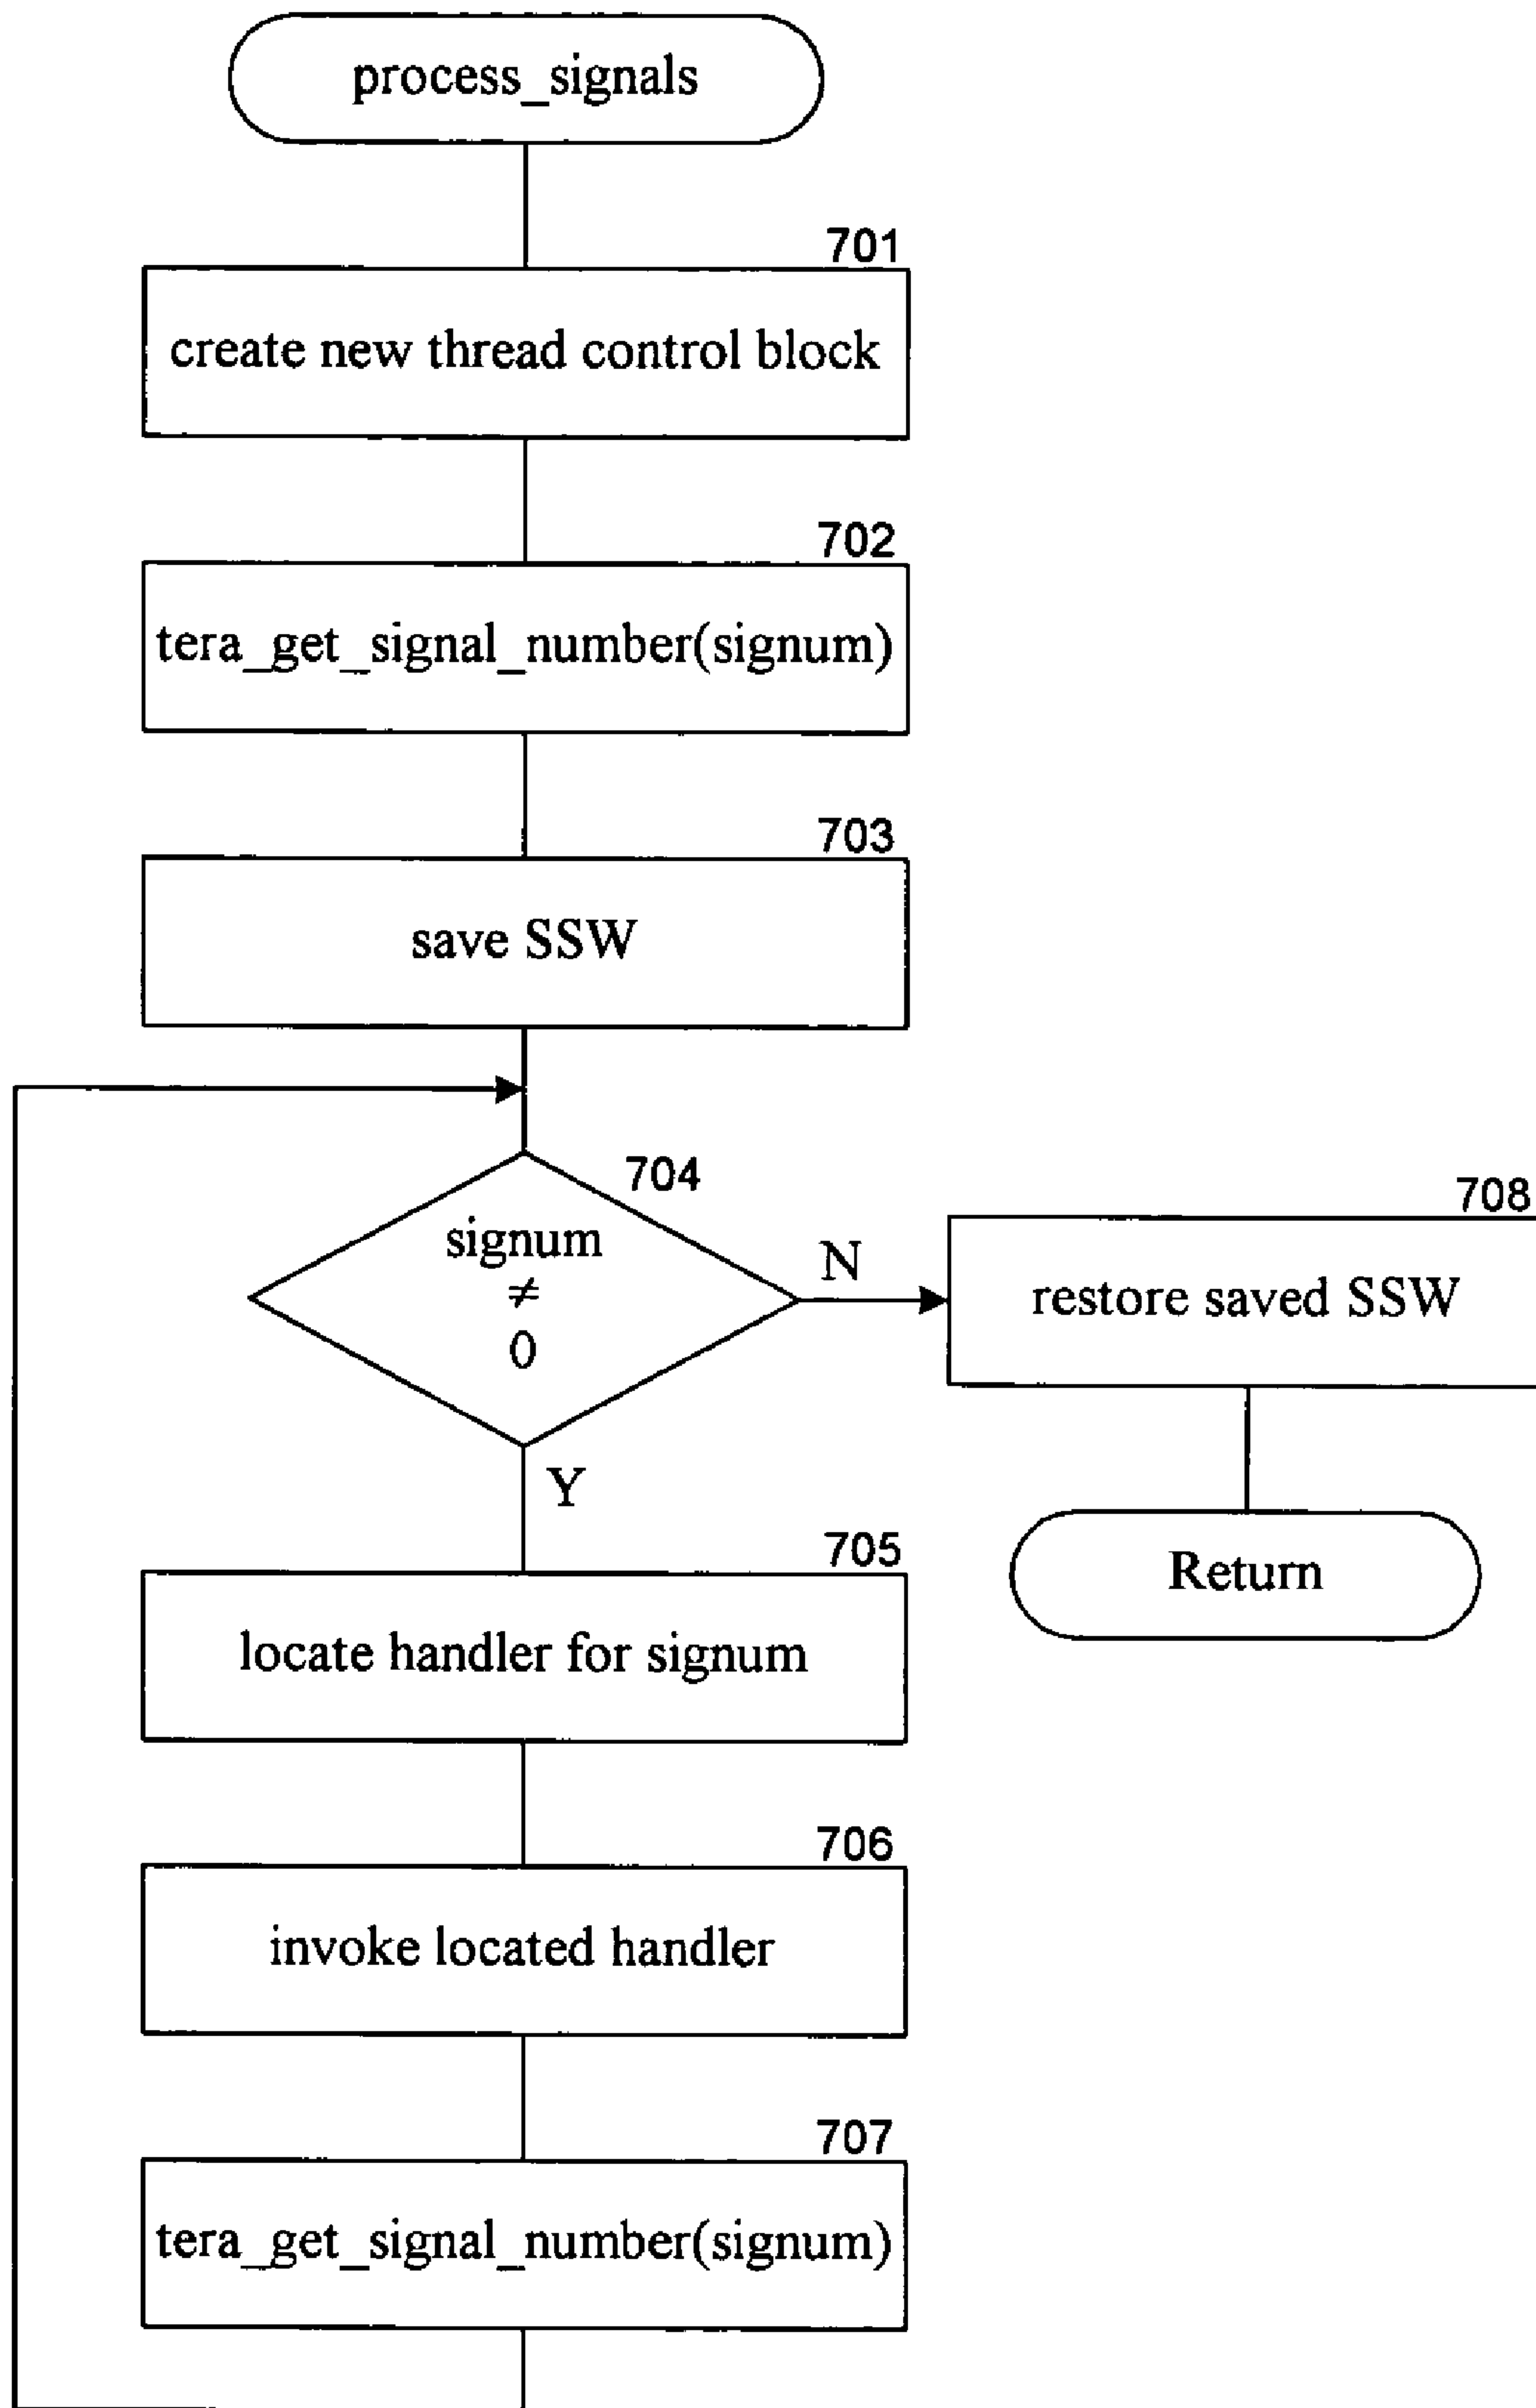 process_signals
701
create new thread control block
702
tera_get_signal_number(signum)
703
save SSW
704
signum
≠
0
N
708
restore saved SSW
Y
Return
705
locate handler for signum
706
invoke located handler
707
tera_get_signal_number(signum)